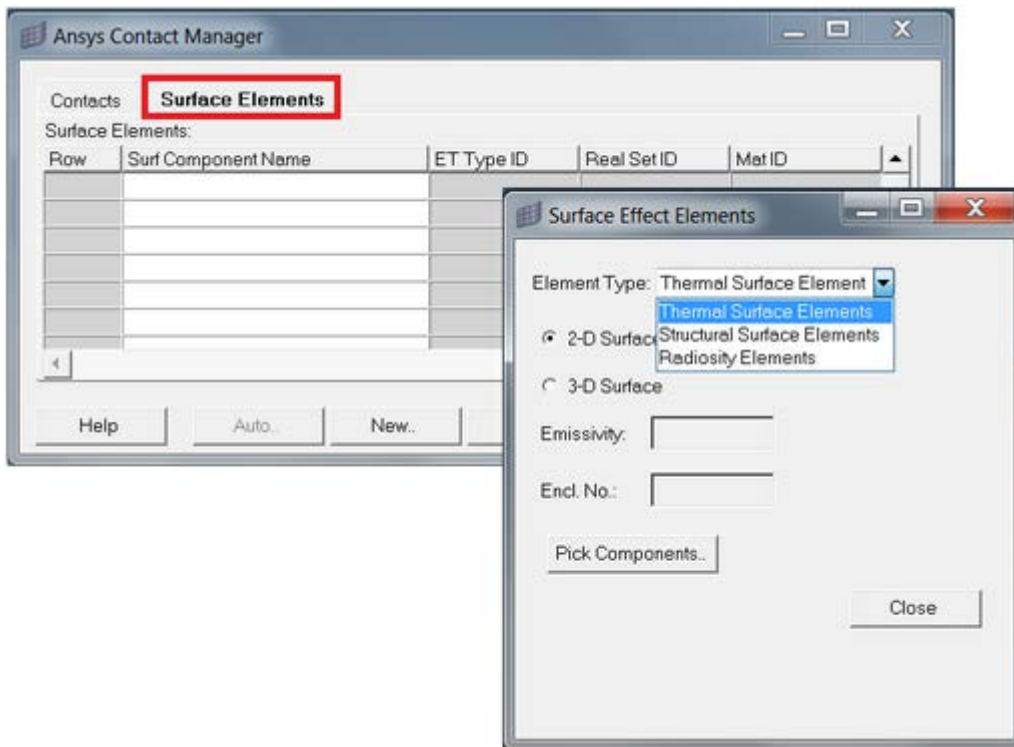 Ansys Contact Manager
Contacts Surface Elements
Surface Elements:
Row Surf Component Name ET Type ID Real Set ID Mat ID
Help Auto.. New..
Surface Effect Elements
Element Type: Thermal Surface Element
Thermal Surface Elements
Structural Surface Elements
Radiosity Elements
2-D Surfac
3-D Surface
Emissivity:
Encl. No.:
Pick Components..
Close